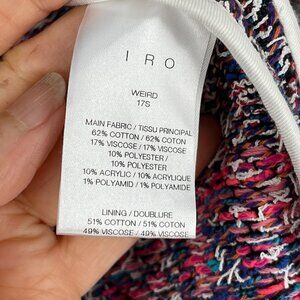 IRO
WEIRD
17S
MAIN FABRIC / TISSU PRINCIPAL
62% COTTON / 62% COTON
17% VISCOSE / 17% VISCOSE
10% POLYESTER /
10% POLYESTER
10% ACRYLIC / 10% ACRYLIQUE
1% POLYAMID / 1% POLYAMIDE
LINING / DOUBLURE
51% COTTON / 51% COTON
49% VISCOSE / 49% VISCOSE